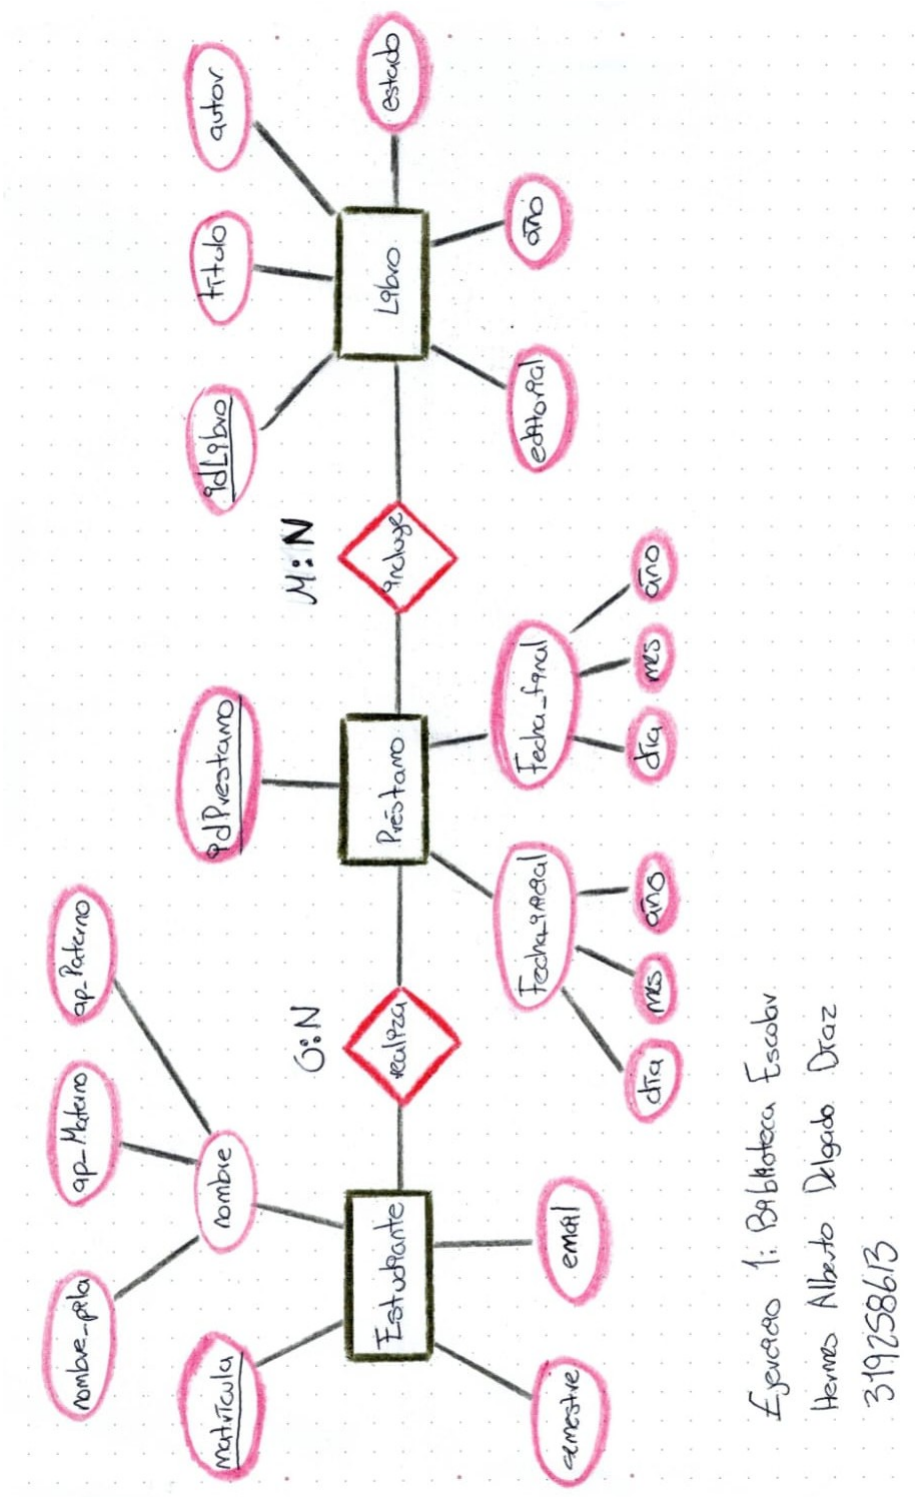 nombre_pila
ap_Materno
ap_Paterno
matrícula
nombre
idPrestamo
idLibro
título
autor
O:N
M:N
Estudiante
realiza
Préstamo
incluye
Libro
estado
semestre
email
Fecha_inicial
Fecha_final
editorial
año
día
mes
año
día
mes
año
Ejercicio 1: Biblioteca Escolar
Hermes Alberto Delgado Díaz
319258613